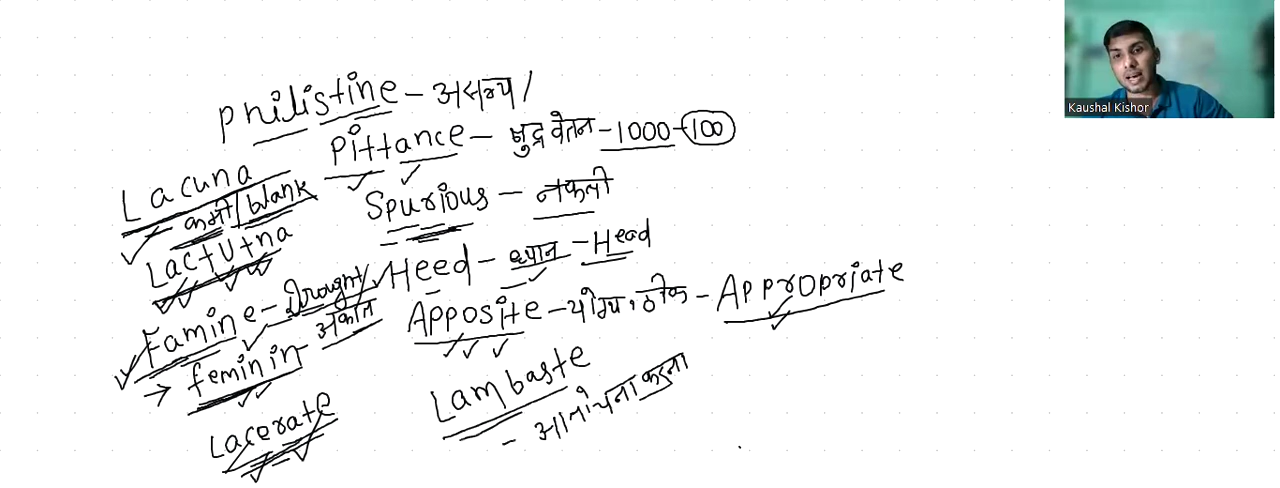 Philistine - असभ्य/
Pittance - क्षुद्र वेतन - 1000 - 100
Lacuna
कमी/blank
Spurious - नकली
LactUtna
Heed - ध्यान - Head
Famine - Drought/
अकाल
Apposite - योग्य, ठीक - Appropriate
→ feminin
Lambaste
- आलोचना करना
Lacerate
Kaushal Kishor